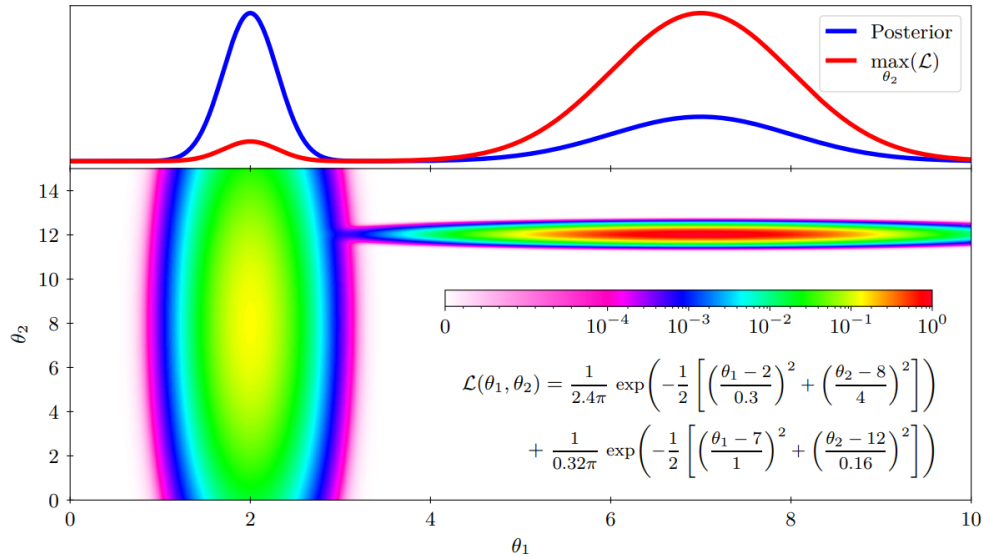 Posterior
max(ℒ)
θ₂
14
12
10
8
6
4
2
0
θ₂
0 10⁻⁴ 10⁻³ 10⁻² 10⁻¹ 10⁰
ℒ(θ₁, θ₂) = 1/(2.4π) exp(−1/2 [((θ₁ − 2)/0.3)² + ((θ₂ − 8)/4)²])
+ 1/(0.32π) exp(−1/2 [((θ₁ − 7)/1)² + ((θ₂ − 12)/0.16)²])
0 2 4 6 8 10
θ₁